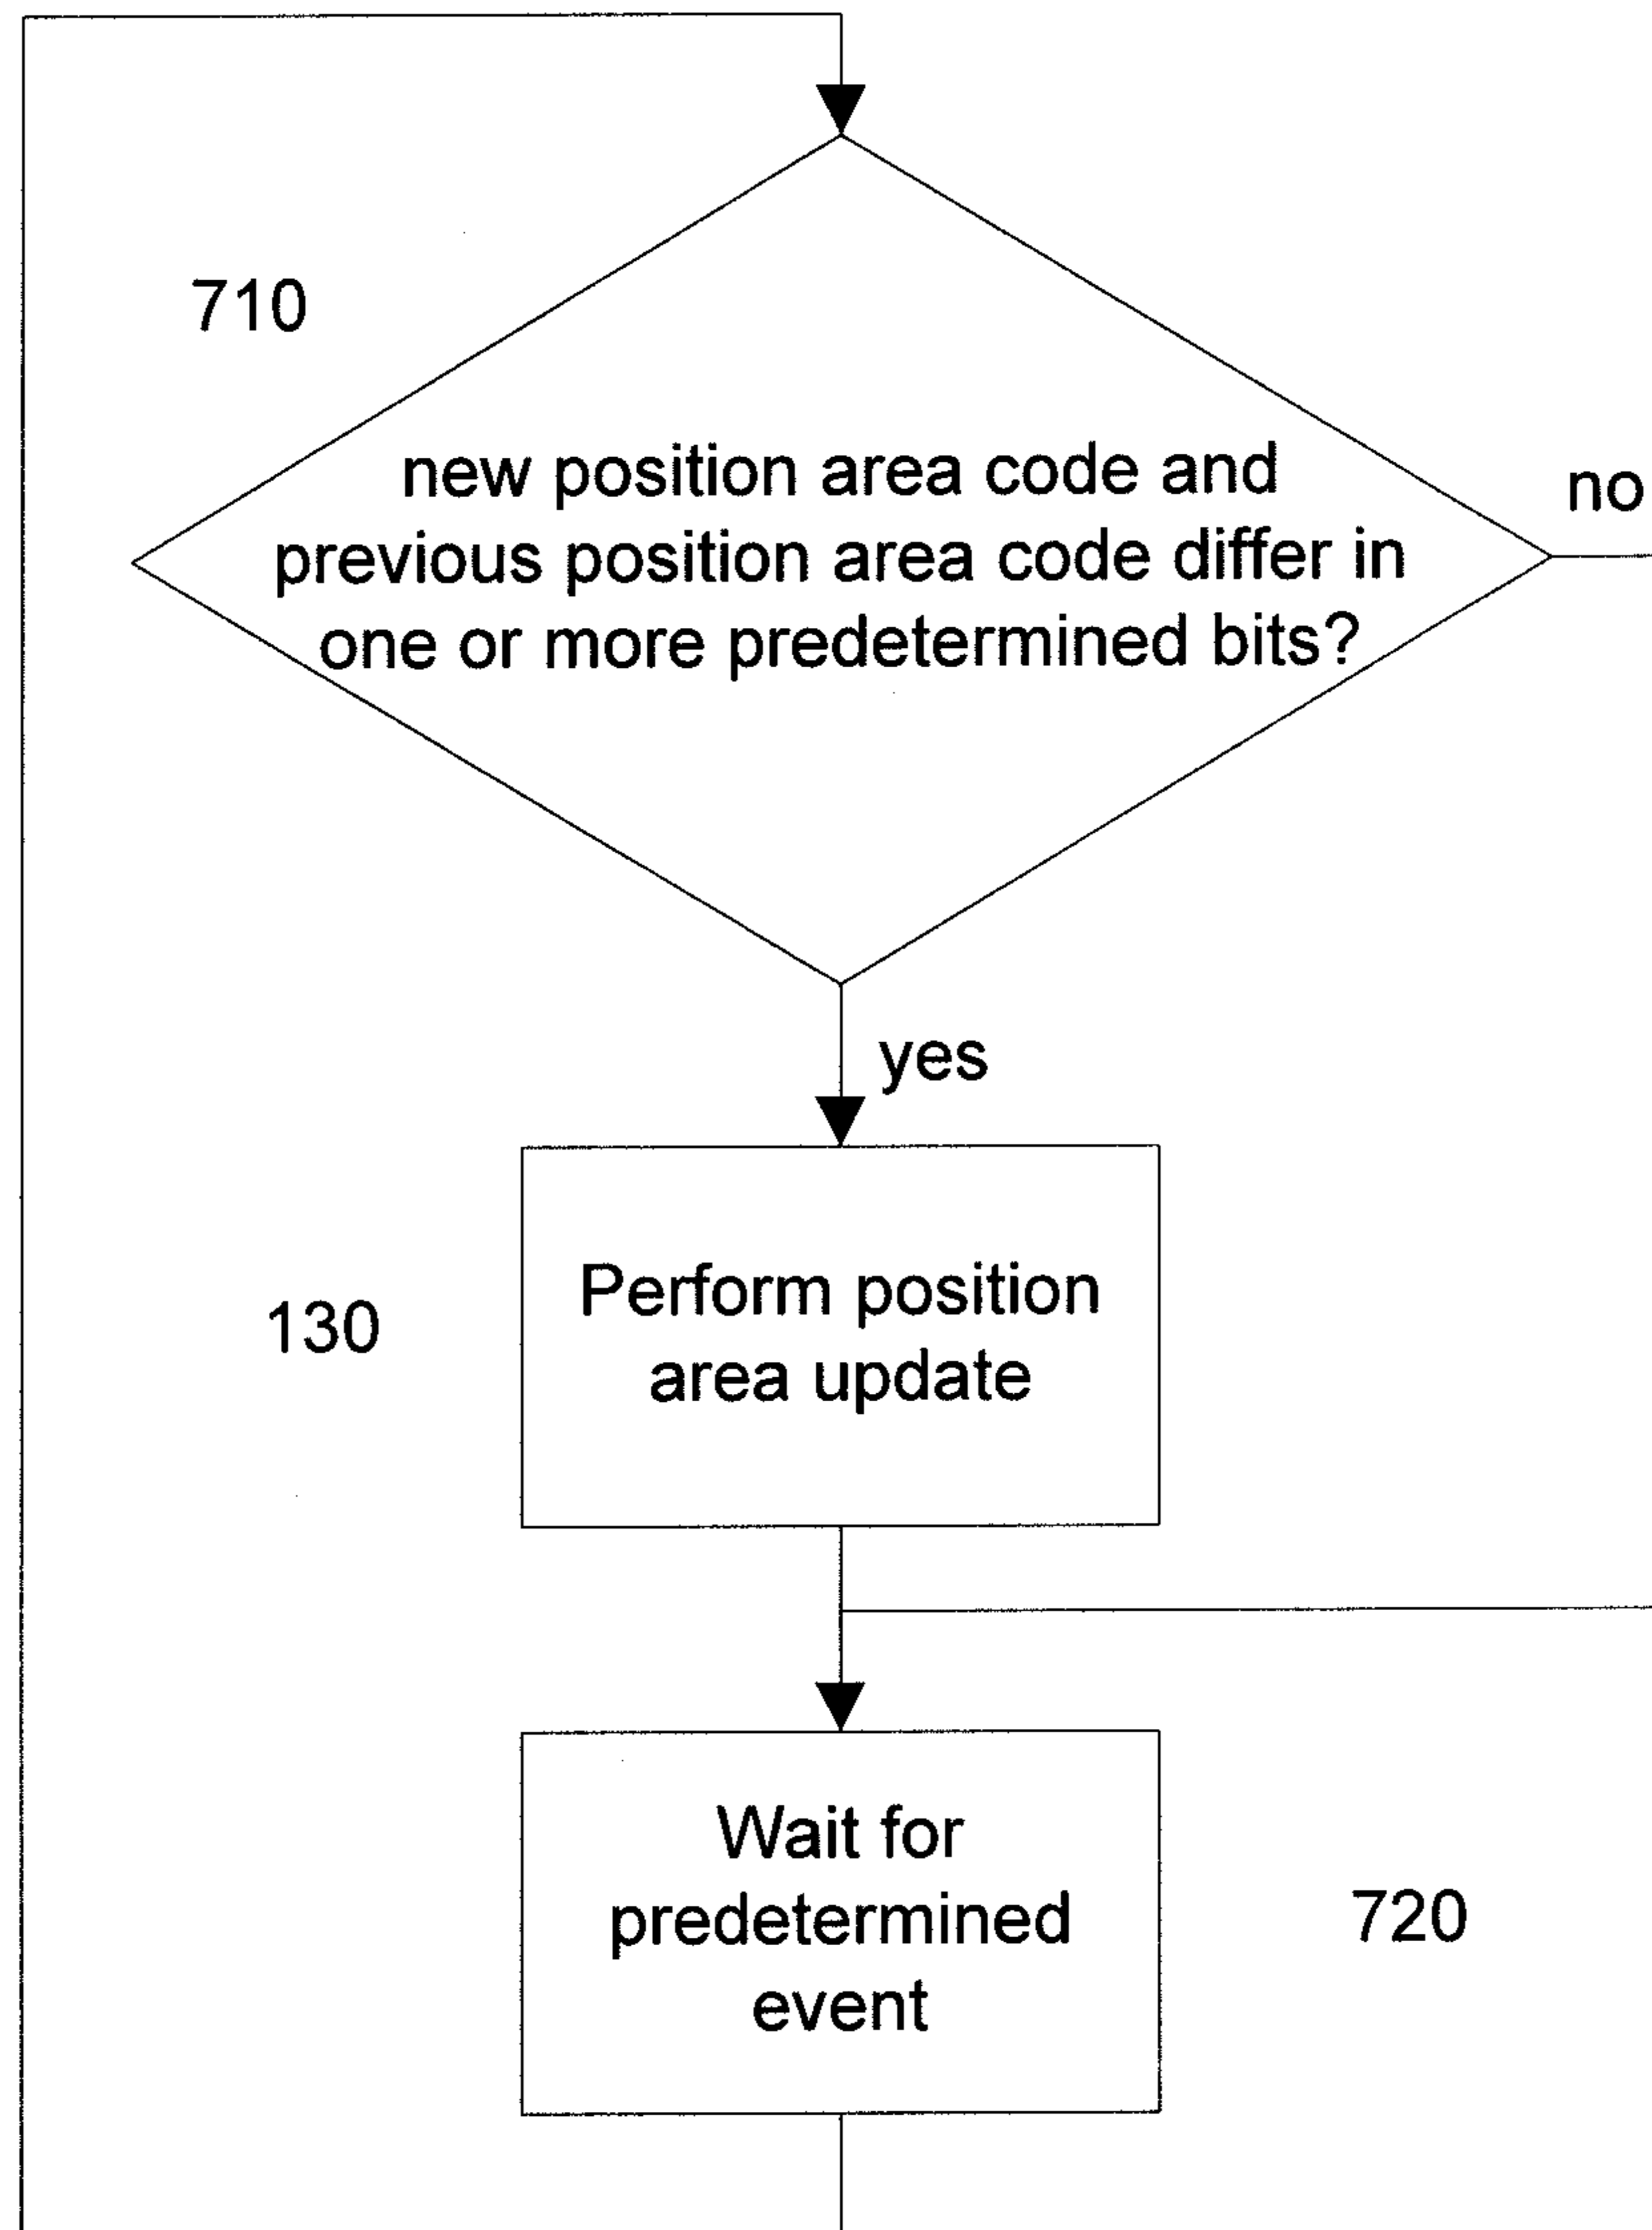 710
new position area code and
previous position area code differ in
one or more predetermined bits?
no
yes
130
Perform position
area update
Wait for
predetermined
event
720